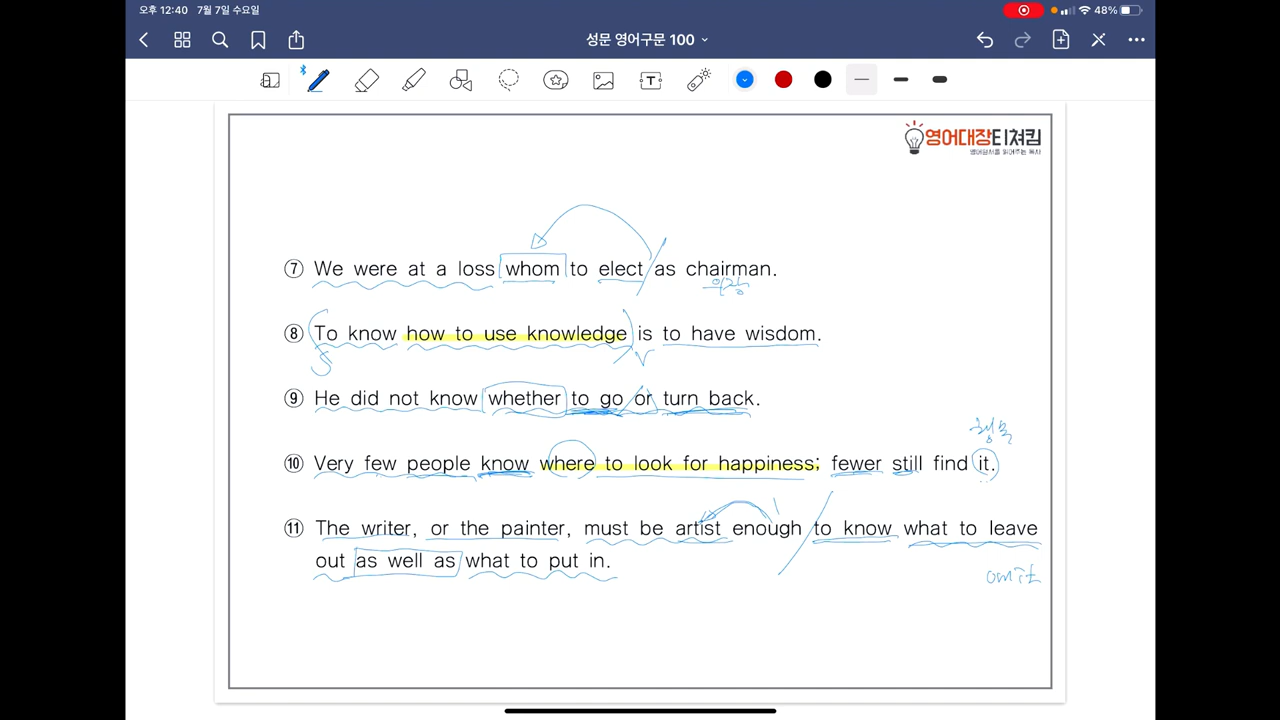 오후 12:40 7월 7일 수요일
48%
성문 영어구문 100
영어대장티쳐킴
⑦ We were at a loss whom to elect as chairman.
의장
⑧ To know how to use knowledge is to have wisdom.
S V
⑨ He did not know whether to go or turn back.
행복
⑩ Very few people know where to look for happiness; fewer still find it.
⑪ The writer, or the painter, must be artist enough to know what to leave
out as well as what to put in.
omit